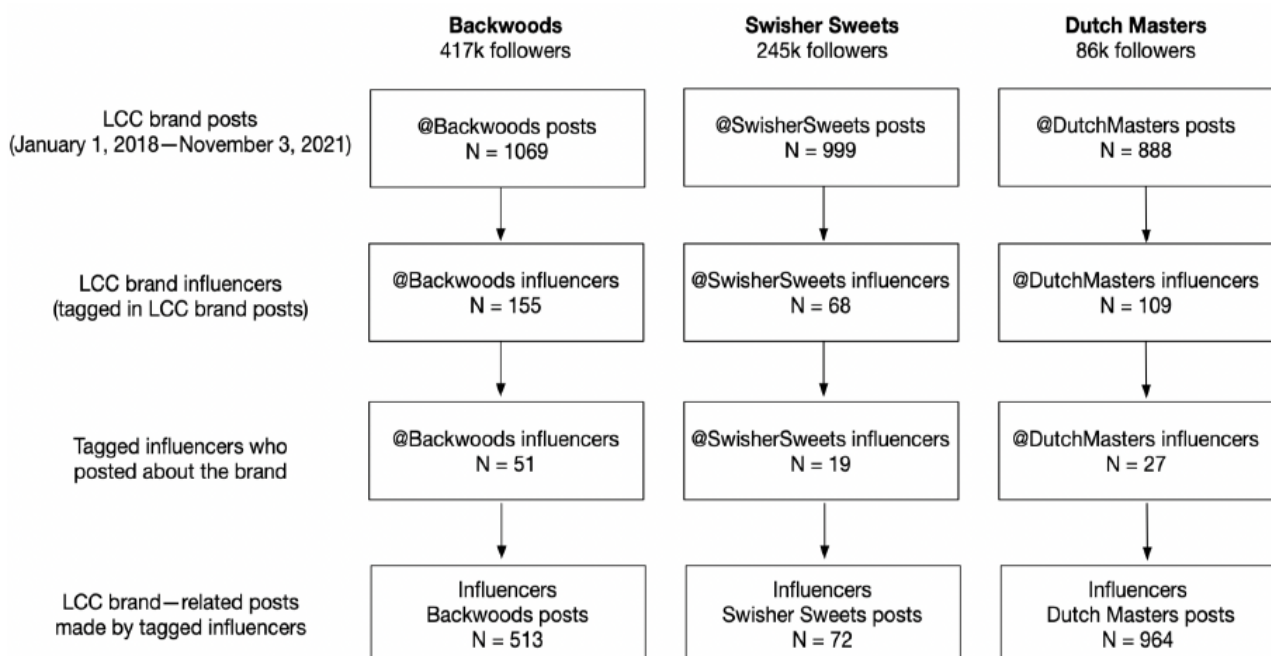 Backwoods
417k followers
Swisher Sweets
245k followers
Dutch Masters
86k followers
LCC brand posts
(January 1, 2018—November 3, 2021)
@Backwoods posts
N = 1069
@SwisherSweets posts
N = 999
@DutchMasters posts
N = 888
LCC brand influencers
(tagged in LCC brand posts)
@Backwoods influencers
N = 155
@SwisherSweets influencers
N = 68
@DutchMasters influencers
N = 109
Tagged influencers who
posted about the brand
@Backwoods influencers
N = 51
@SwisherSweets influencers
N = 19
@DutchMasters influencers
N = 27
LCC brand—related posts
made by tagged influencers
Influencers
Backwoods posts
N = 513
Influencers
Swisher Sweets posts
N = 72
Influencers
Dutch Masters posts
N = 964